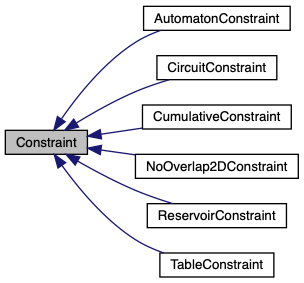 AutomatonConstraint
CircuitConstraint
CumulativeConstraint
Constraint
NoOverlap2DConstraint
ReservoirConstraint
TableConstraint